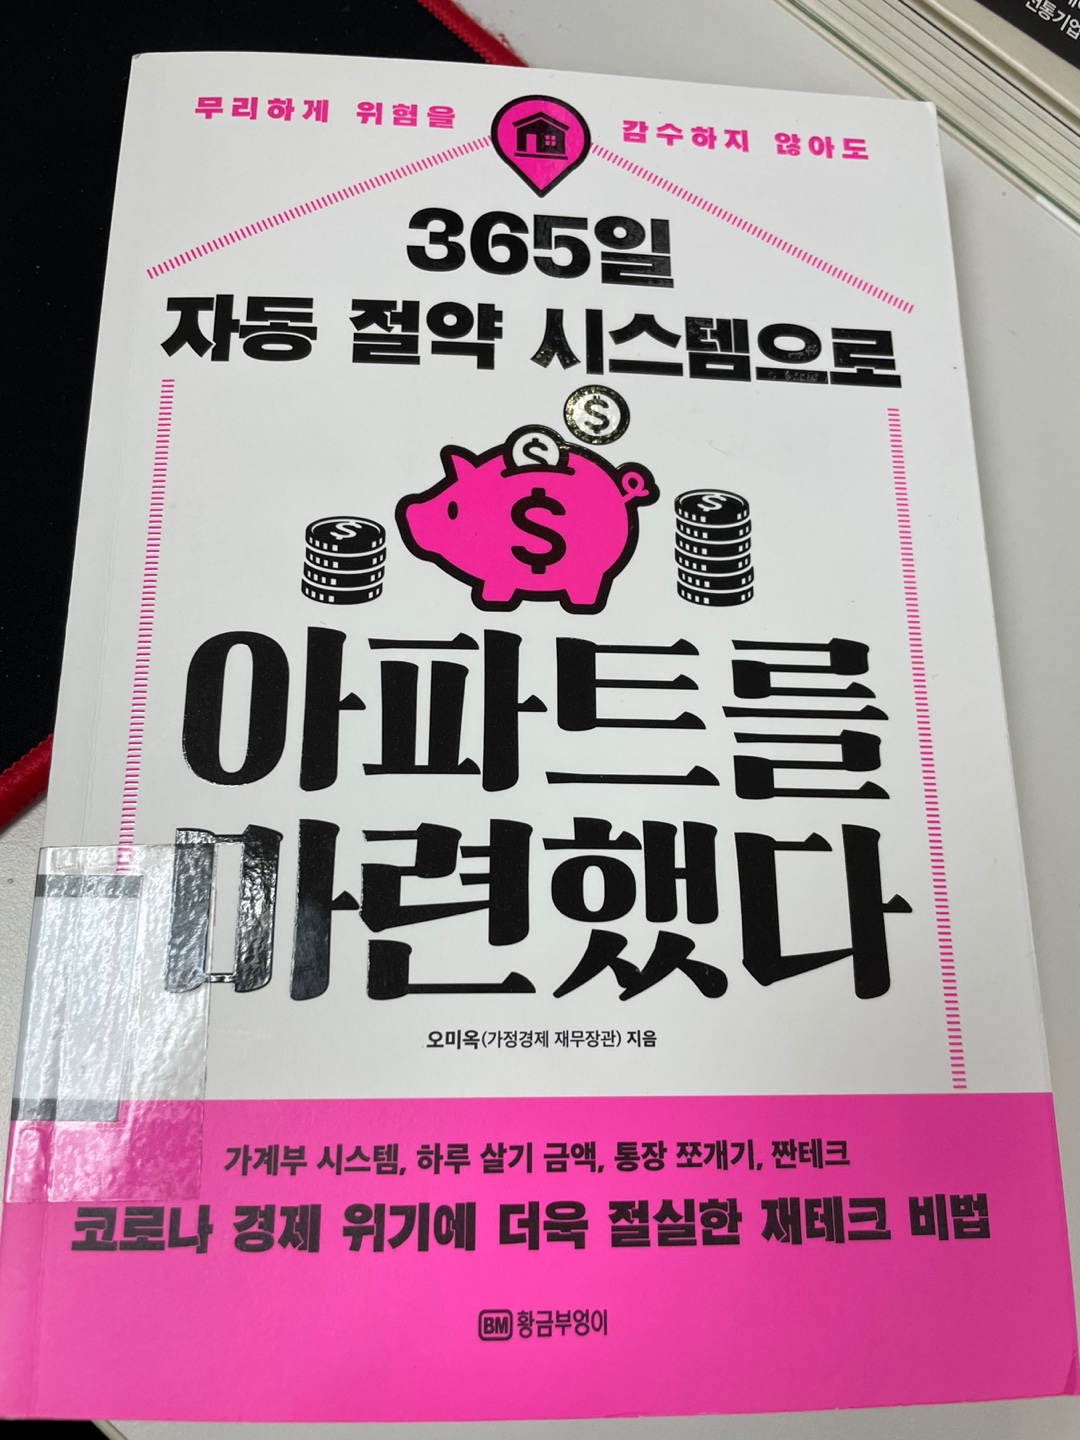 전통기업
무리하게 위험을 감수하지 않아도
365일
자동 절약 시스템으로
$
$
$
$
$
아파트를
마련했다
오미옥(가정경제 재무장관) 지음
가계부 시스템, 하루 살기 금액, 통장 쪼개기, 짠테크
코로나 경제 위기에 더욱 절실한 재테크 비법
BM 황금부엉이